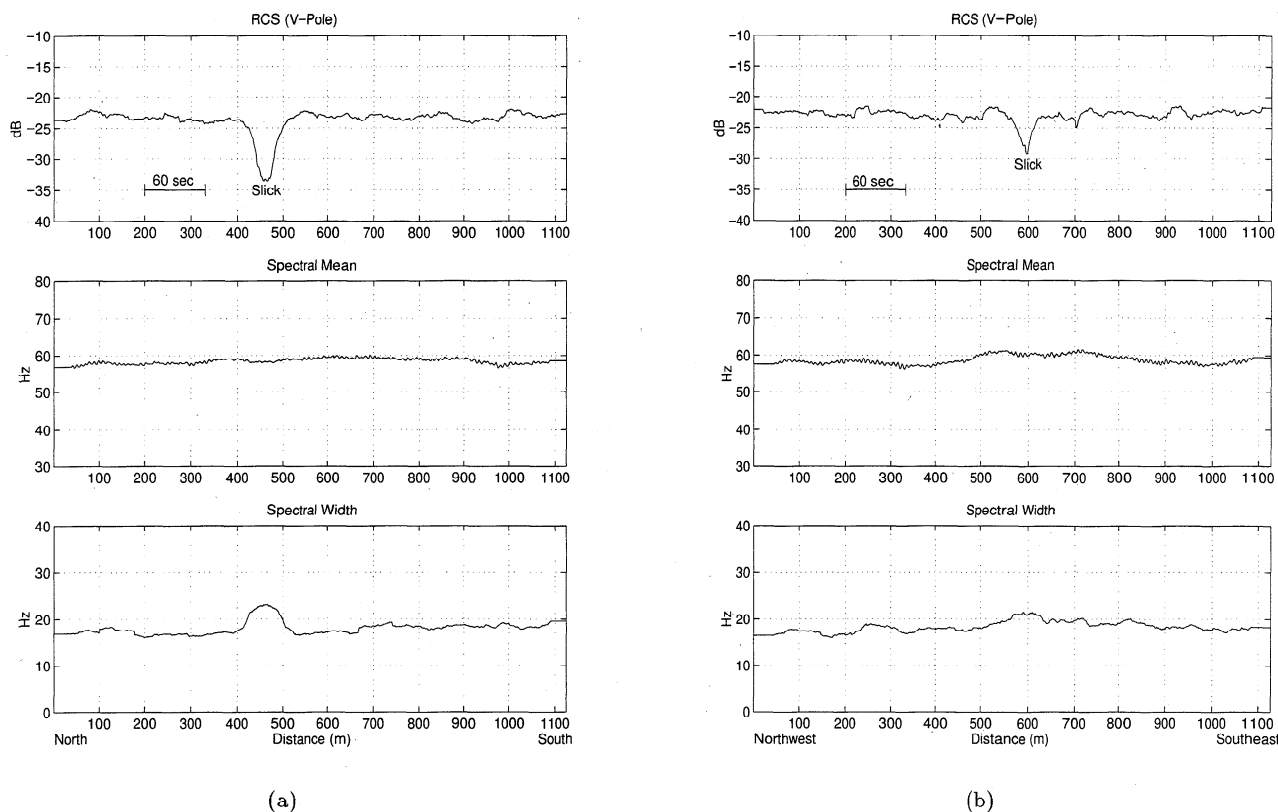 RCS (V-Pole)
-10
-15
-20
-25
-30
-35
40
dB
60 sec
Slick
100 200 300 400 500 600 700 800 900 1000 1100
Spectral Mean
80
70
60
50
40
30
Hz
100 200 300 400 500 600 700 800 900 1000 1100
Spectral Width
40
30
20
10
0
Hz
100 200 300 400 500 600 700 800 900 1000 1100
North Distance (m) South
(a)
RCS (V-Pole)
-10
-15
-20
-25
-30
-35
-40
dB
60 sec
Slick
100 200 300 400 500 600 700 800 900 1000 1100
Spectral Mean
80
70
60
50
40
30
Hz
100 200 300 400 500 600 700 800 900 1000 1100
Spectral Width
40
30
20
10
0
Hz
100 200 300 400 500 600 700 800 900 1000 1100
Northwest Distance (m) Southeast
(b)